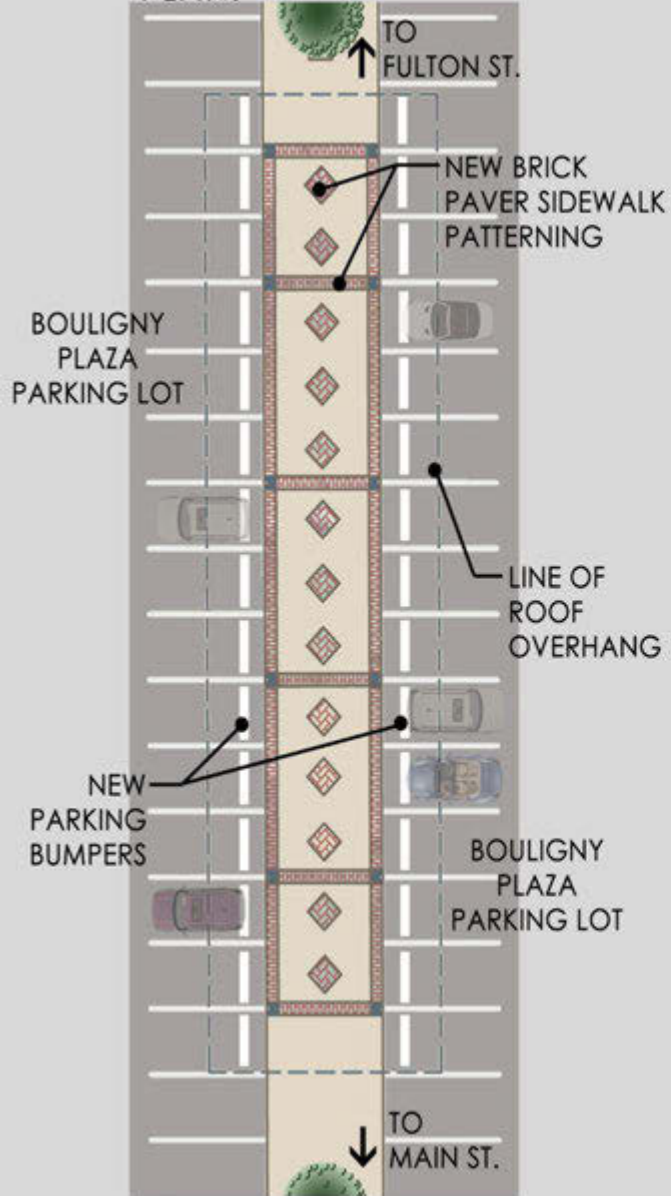 TO
FULTON ST.
NEW BRICK
PAVER SIDEWALK
PATTERNING
BOULIGNY
PLAZA
PARKING LOT
LINE OF
ROOF
OVERHANG
NEW
PARKING
BUMPERS
BOULIGNY
PLAZA
PARKING LOT
TO
MAIN ST.